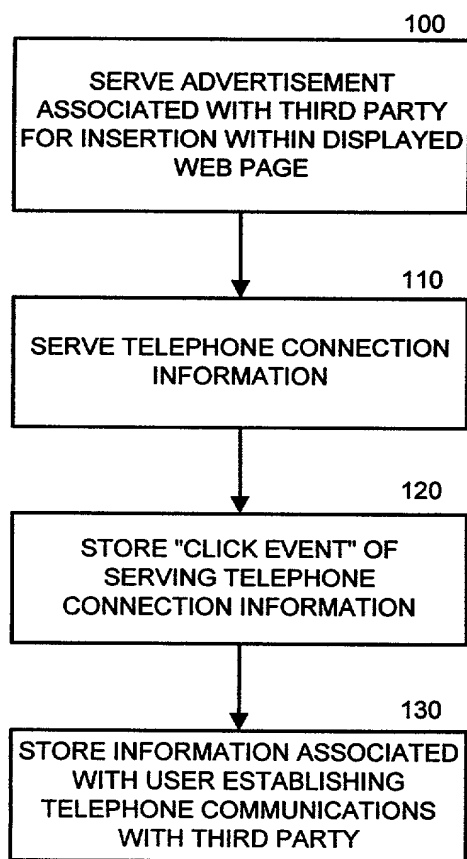 100
SERVE ADVERTISEMENT
ASSOCIATED WITH THIRD PARTY
FOR INSERTION WITHIN DISPLAYED
WEB PAGE
110
SERVE TELEPHONE CONNECTION
INFORMATION
120
STORE "CLICK EVENT" OF
SERVING TELEPHONE
CONNECTION INFORMATION
130
STORE INFORMATION ASSOCIATED
WITH USER ESTABLISHING
TELEPHONE COMMUNICATIONS
WITH THIRD PARTY